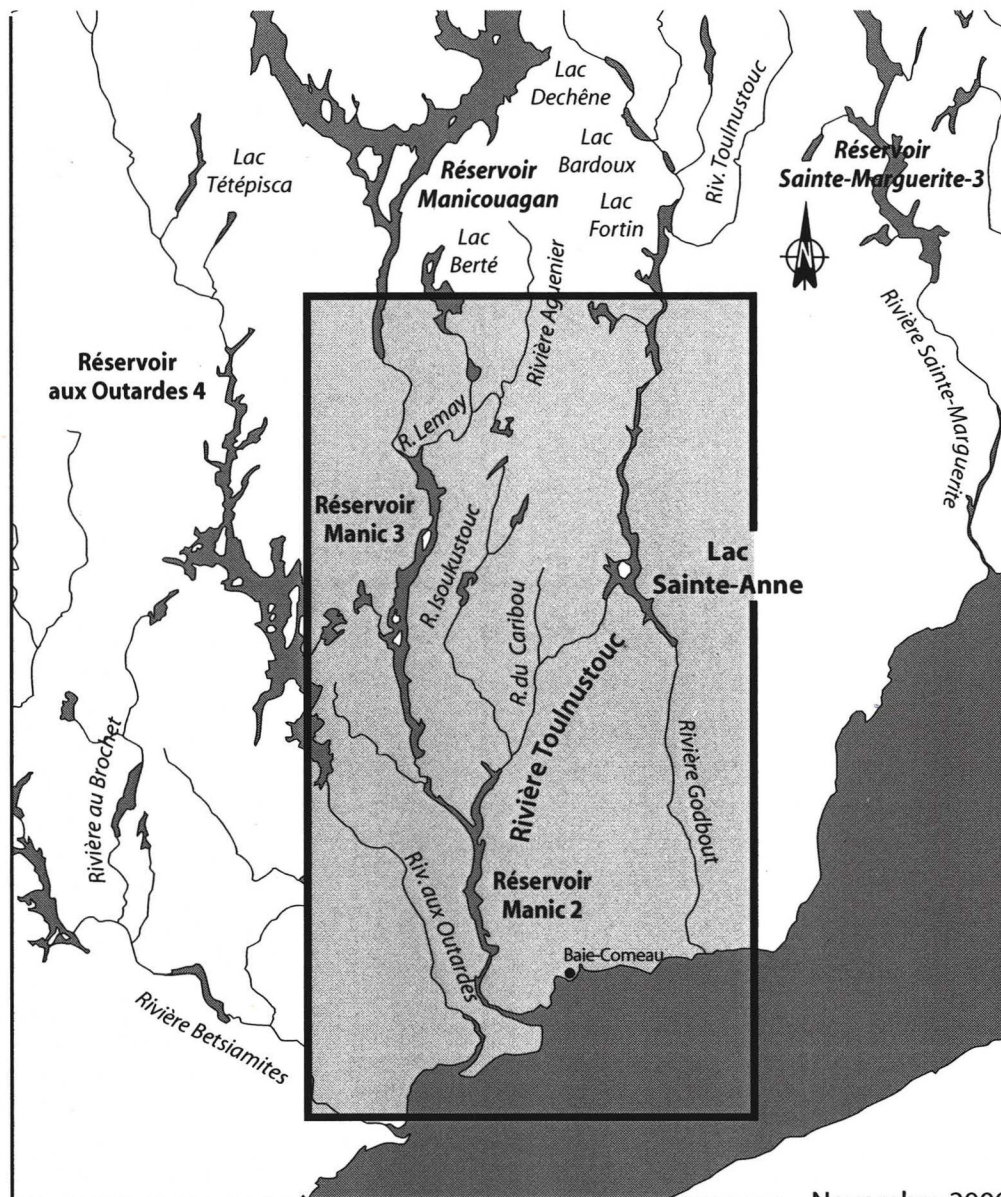 Lac
Dechêne
Lac
Bardoux
Riv. Toulnustouc
Réservoir
Sainte-Marguerite-3
Lac
Tétépisca
Réservoir
Manicouagan
Lac
Fortin
Lac
Berté
N
Rivière Aguenier
Rivière Sainte-Marguerite
Réservoir
aux Outardes 4
R. Lemay
Réservoir
Manic 3
R. Isoukustouc
Lac
Sainte-Anne
R. du Caribou
Rivière Toulnustouc
Rivière au Brochet
Rivière Godbout
Riv. aux Outardes
Réservoir
Manic 2
Baie-Comeau
Rivière Betsiamites